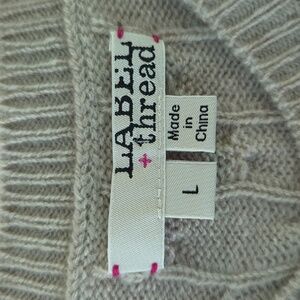 LABEL
+ thread
Made
in
China
L